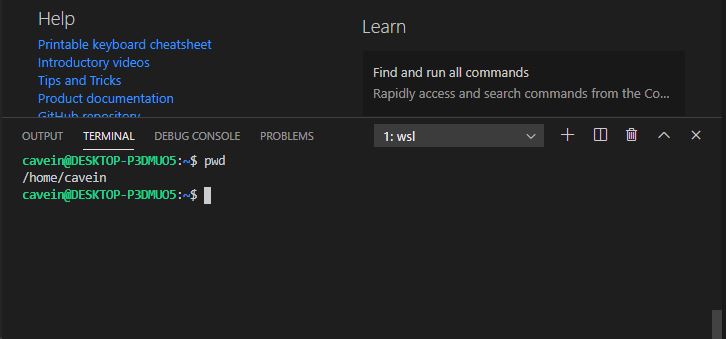 Help
Printable keyboard cheatsheet
Introductory videos
Tips and Tricks
Product documentation
GitHub repository
Learn
Find and run all commands
Rapidly access and search commands from the Co...
OUTPUT TERMINAL DEBUG CONSOLE PROBLEMS 1: wsl
cavein@DESKTOP-P3DMUO5:~$ pwd
/home/cavein
cavein@DESKTOP-P3DMUO5:~$